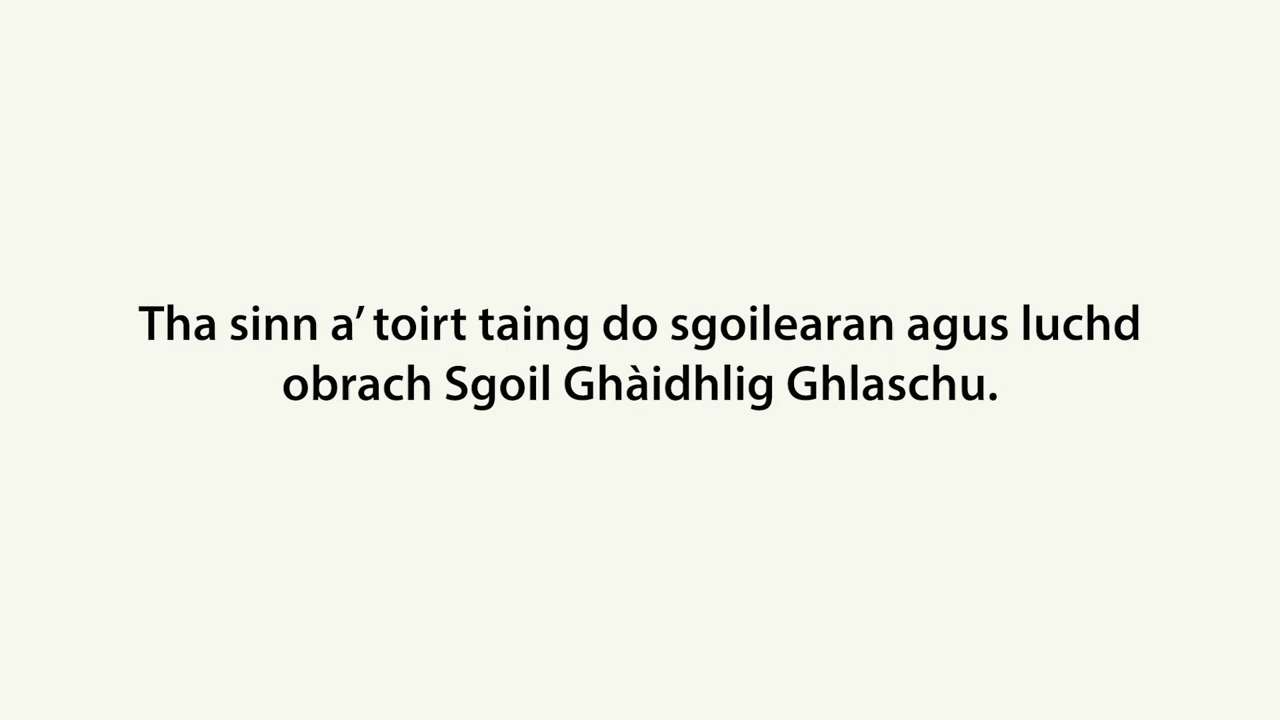 Tha sinn a’ toirt taing do sgoilearan agus luchd
obrach Sgoil Ghàidhlig Ghlaschu.